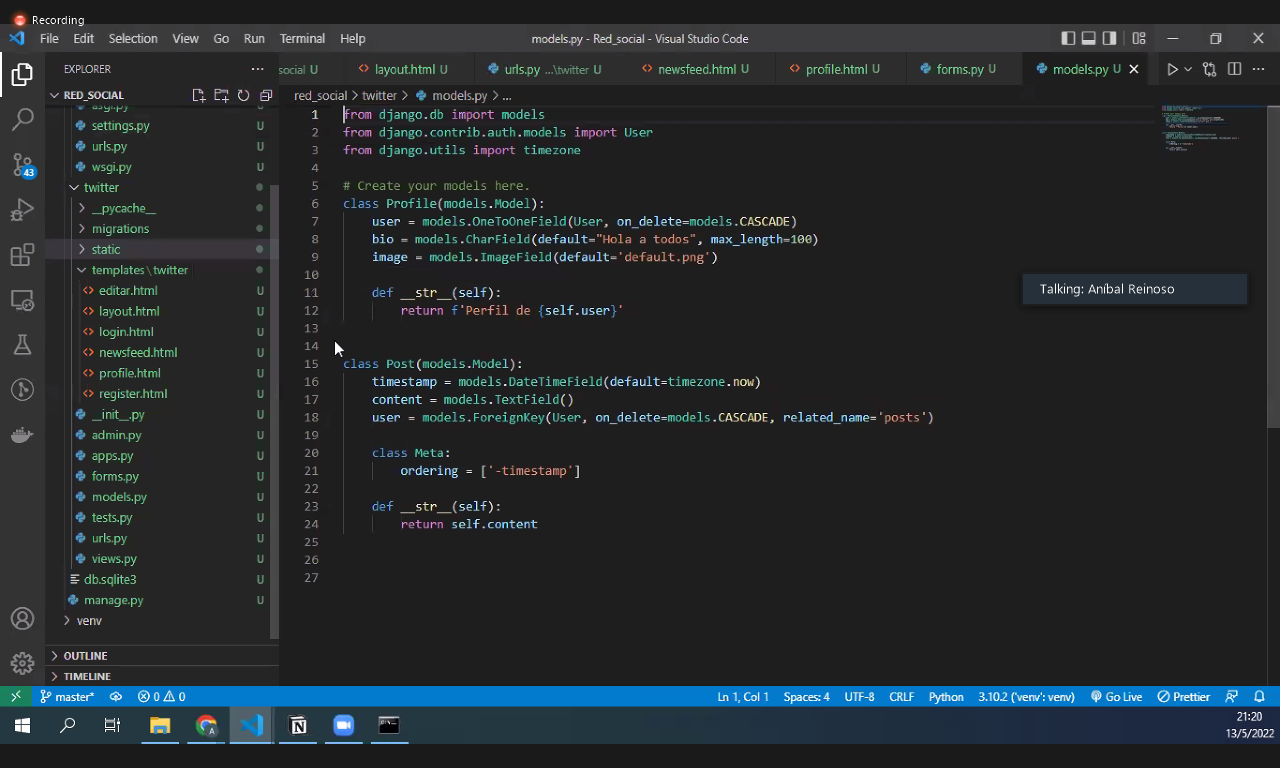 Recording
File Edit Selection View Go Run Terminal Help
models.py - Red_social - Visual Studio Code
EXPLORER
social U
layout.html U
urls.py ...\twitter U
newsfeed.html U
profile.html U
forms.py U
models.py U
RED_SOCIAL
red_social > twitter > models.py > ...
asgi.py
settings.py U
urls.py U
wsgi.py U
twitter
__pycache__
migrations
static
templates \ twitter
editar.html U
layout.html U
login.html U
newsfeed.html U
profile.html U
register.html U
__init__.py U
admin.py U
apps.py U
forms.py U
models.py U
tests.py U
urls.py U
views.py U
db.sqlite3 U
manage.py U
venv
OUTLINE
TIMELINE
43
1 from django.db import models
2 from django.contrib.auth.models import User
3 from django.utils import timezone
4
5 # Create your models here.
6 class Profile(models.Model):
7 user = models.OneToOneField(User, on_delete=models.CASCADE)
8 bio = models.CharField(default="Hola a todos", max_length=100)
9 image = models.ImageField(default='default.png')
10
11 def __str__(self):
12 return f'Perfil de {self.user}'
13
14
15 class Post(models.Model):
16 timestamp = models.DateTimeField(default=timezone.now)
17 content = models.TextField()
18 user = models.ForeignKey(User, on_delete=models.CASCADE, related_name='posts')
19
20 class Meta:
21 ordering = ['-timestamp']
22
23 def __str__(self):
24 return self.content
25
26
27
Talking: Aníbal Reinoso
master* 0 0 Ln 1, Col 1 Spaces: 4 UTF-8 CRLF Python 3.10.2 ('venv': venv) Go Live Prettier
21:20
13/5/2022